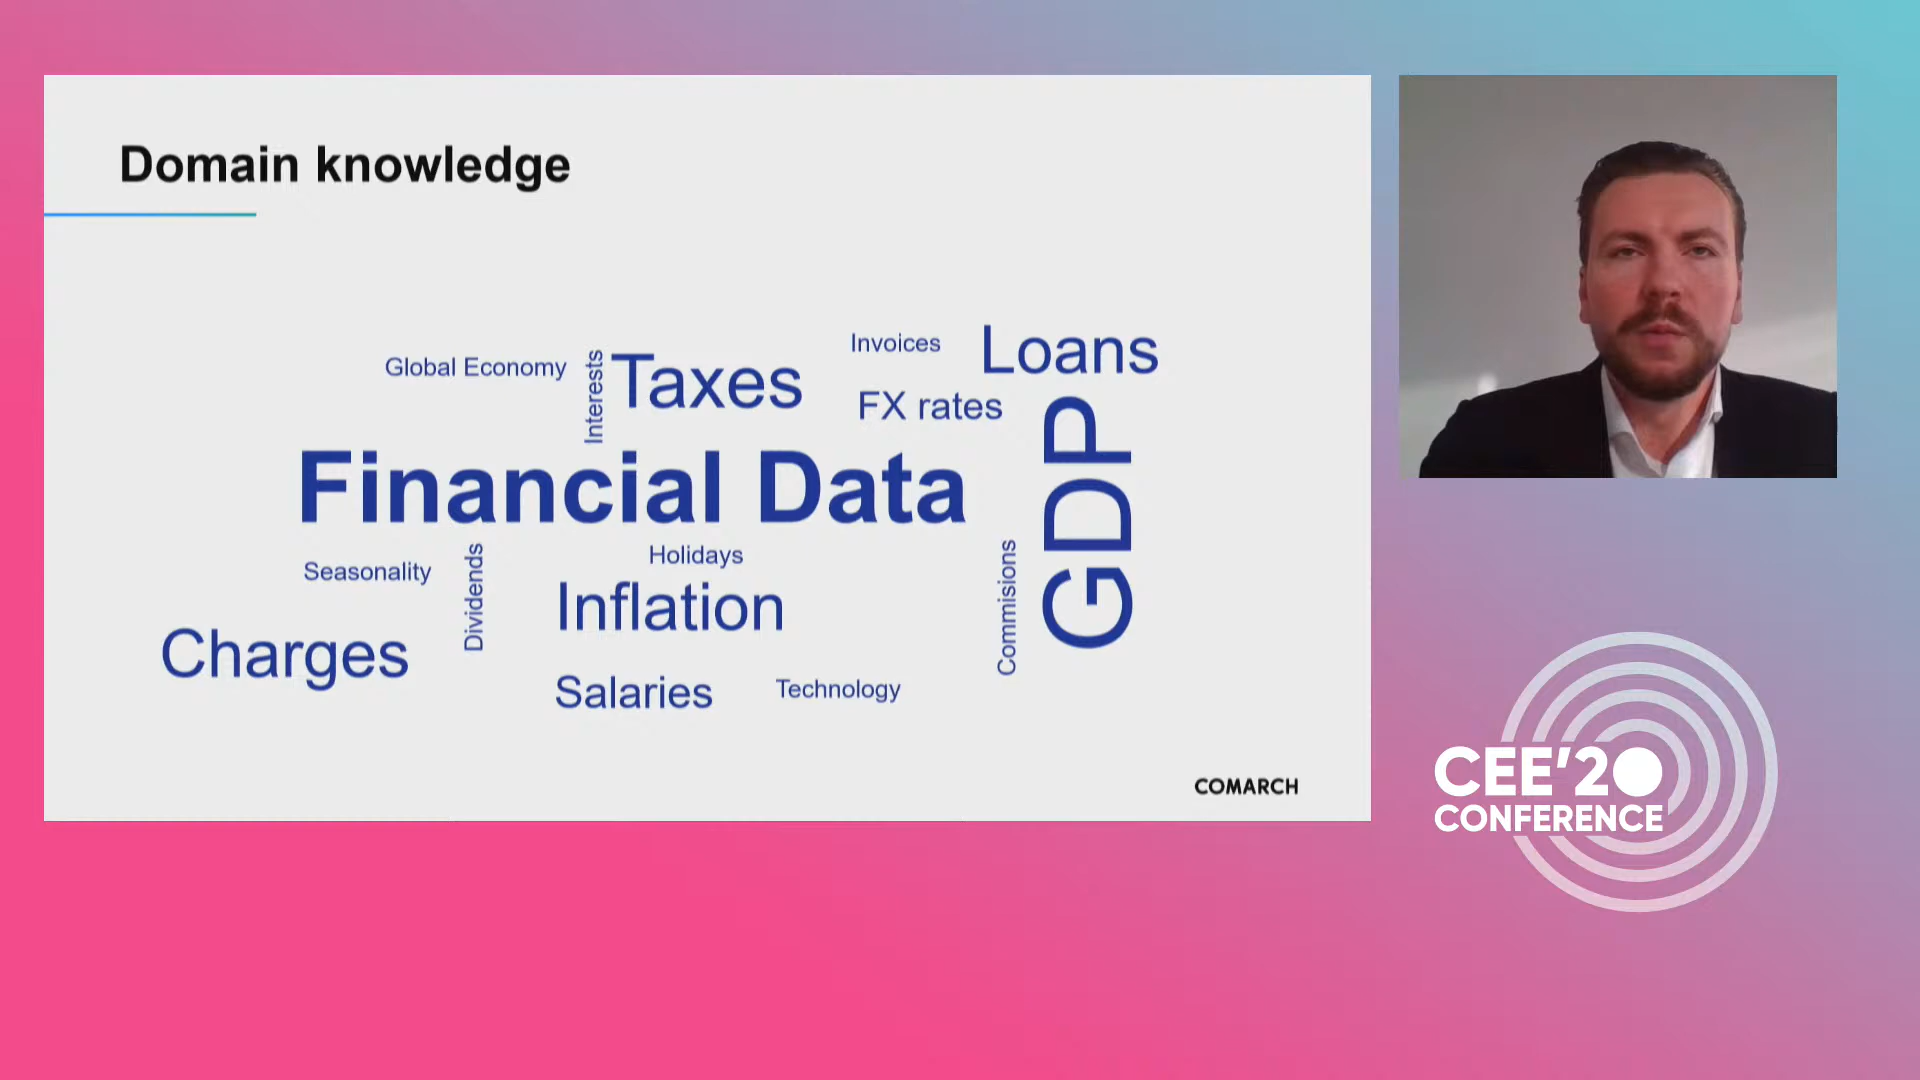 Domain knowledge
Global Economy
Interests
Taxes
Invoices
Loans
FX rates
Financial Data
GDP
Seasonality
Dividends
Holidays
Inflation
Commisions
Charges
Salaries
Technology
COMARCH
CEE'20
CONFERENCE